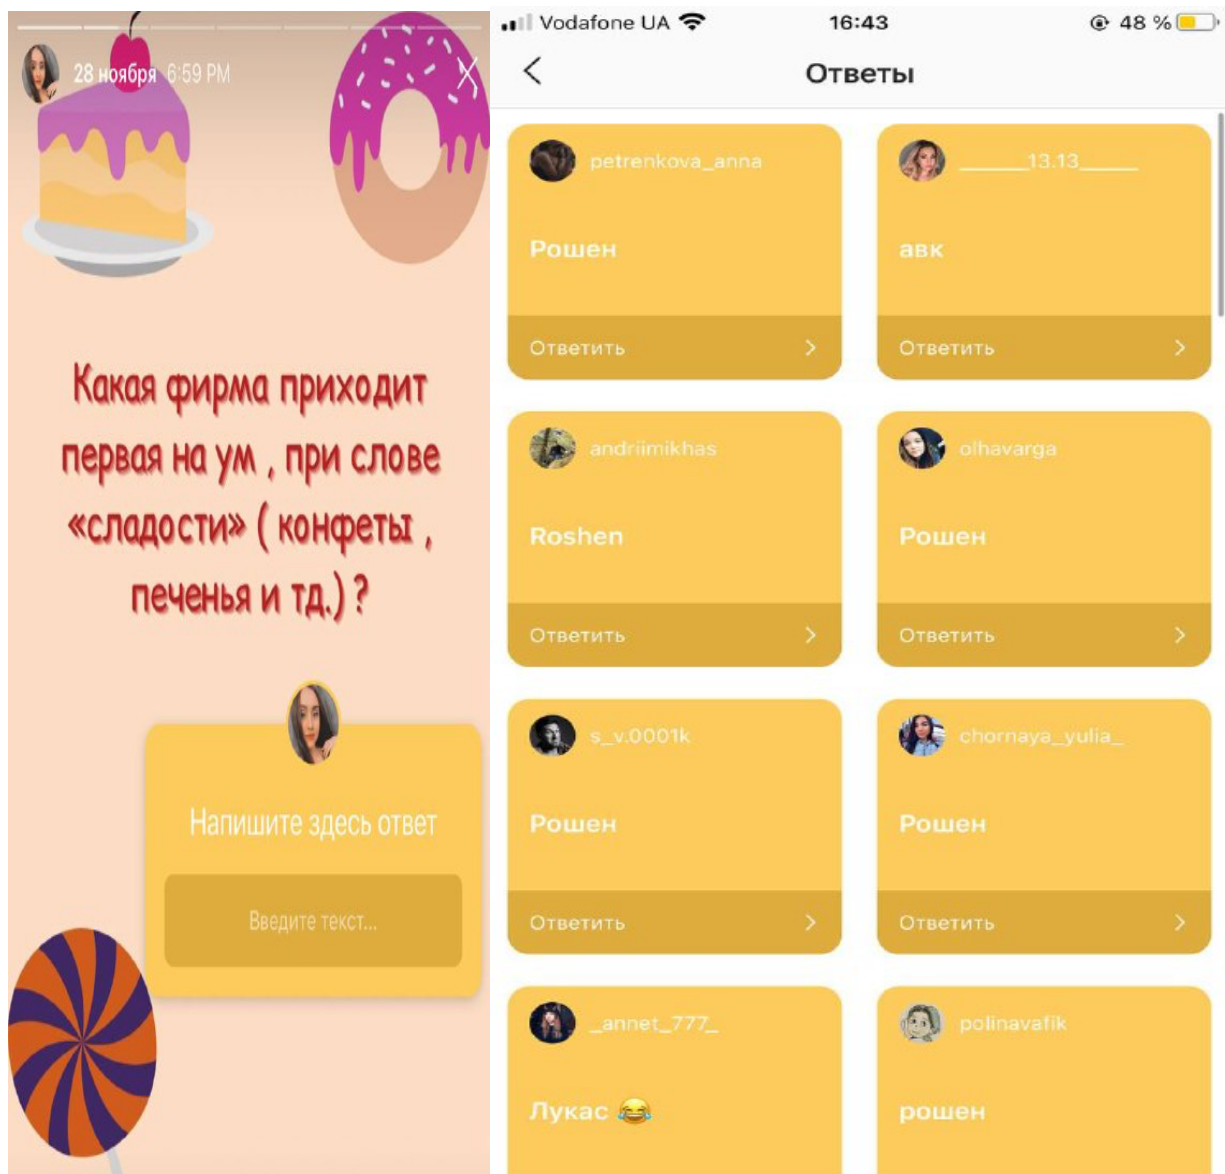 28 ноября 6:59 PM
Какая фирма приходит
первая на ум , при слове
«сладости» ( конфеты ,
печенья и тд.) ?
Напишите здесь ответ
Введите текст...
Vodafone UA 16:43 48 %
Ответы
petrenkova_anna
Рошен
Ответить
______13.13_____
авк
Ответить
andriimikhas
Roshen
Ответить
olhavarga
Рошен
Ответить
s_v.0001k
Рошен
Ответить
chornaya_yulia_
Рошен
Ответить
_annet_777_
Лукас 😂
polinavafik
рошен